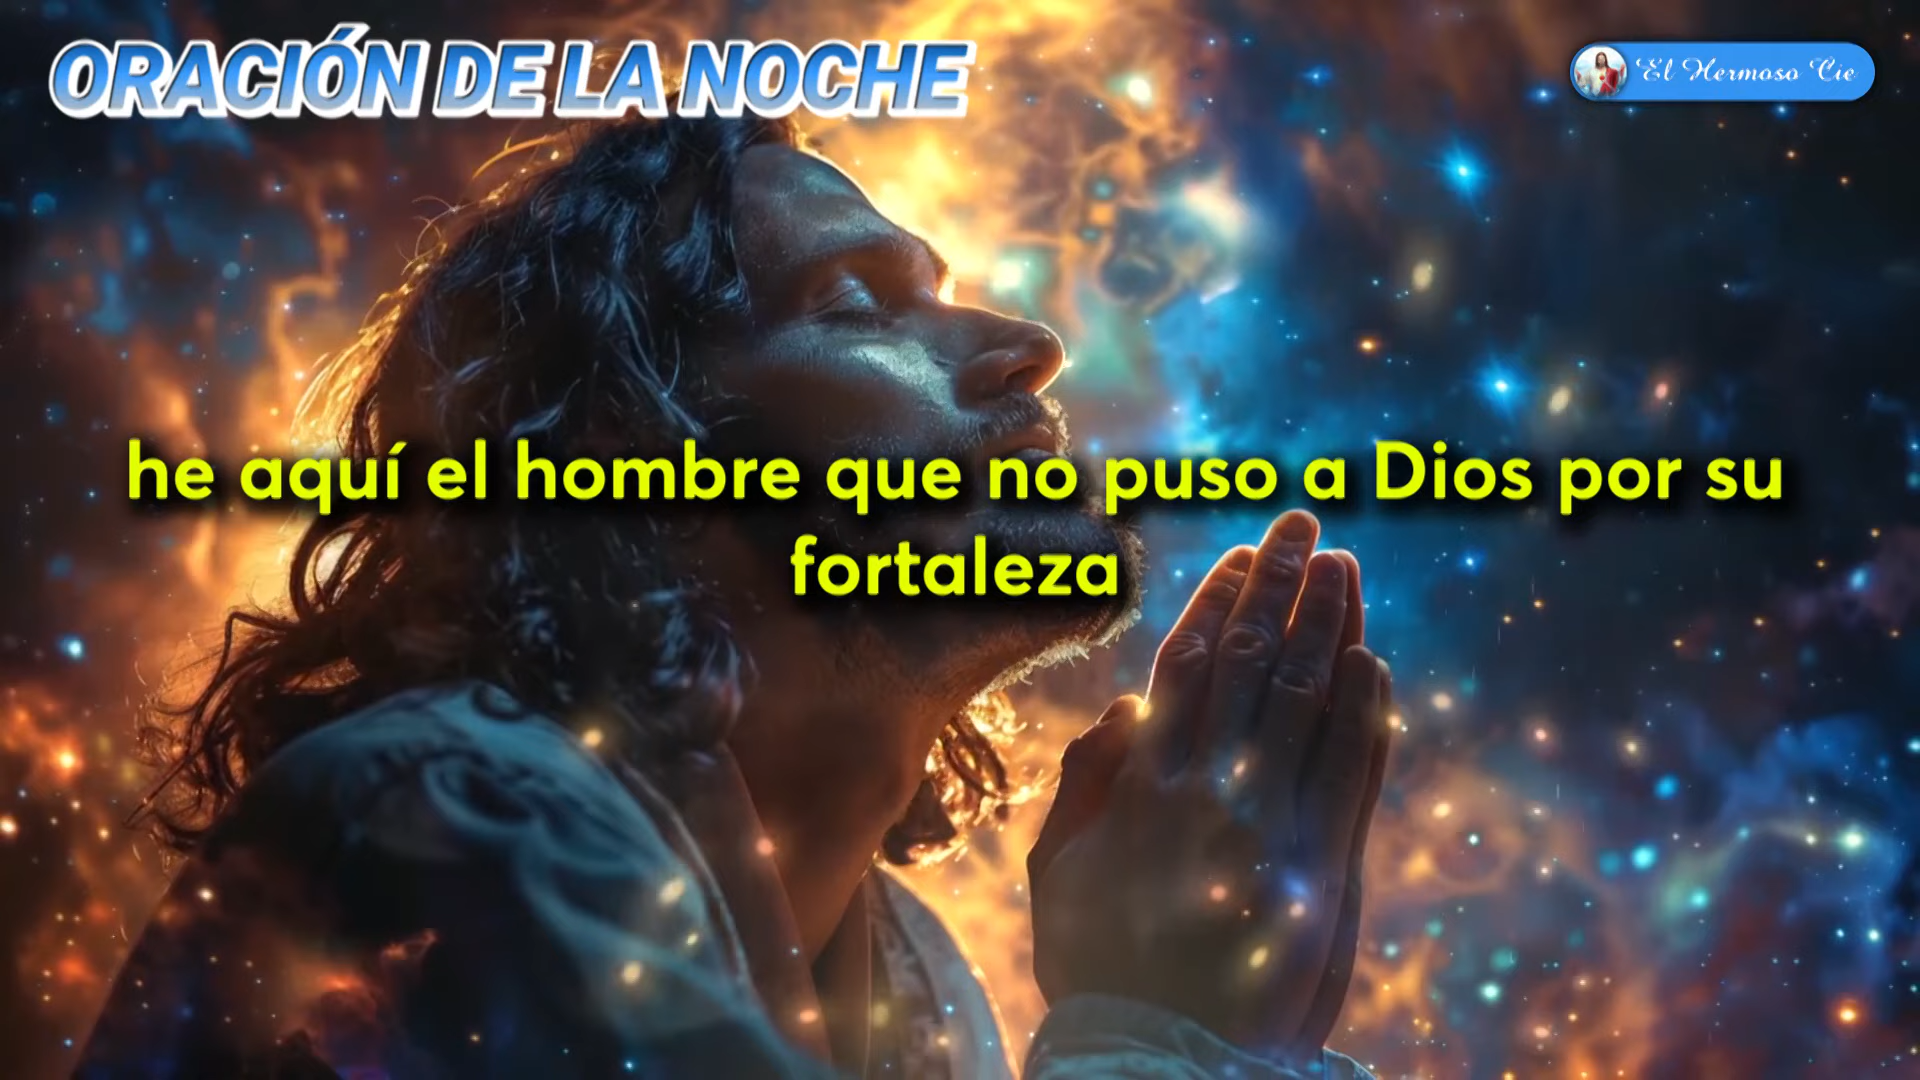 ORACIÓN DE LA NOCHE
El Hermoso Cie
he aquí el hombre que no puso a Dios por su
fortaleza